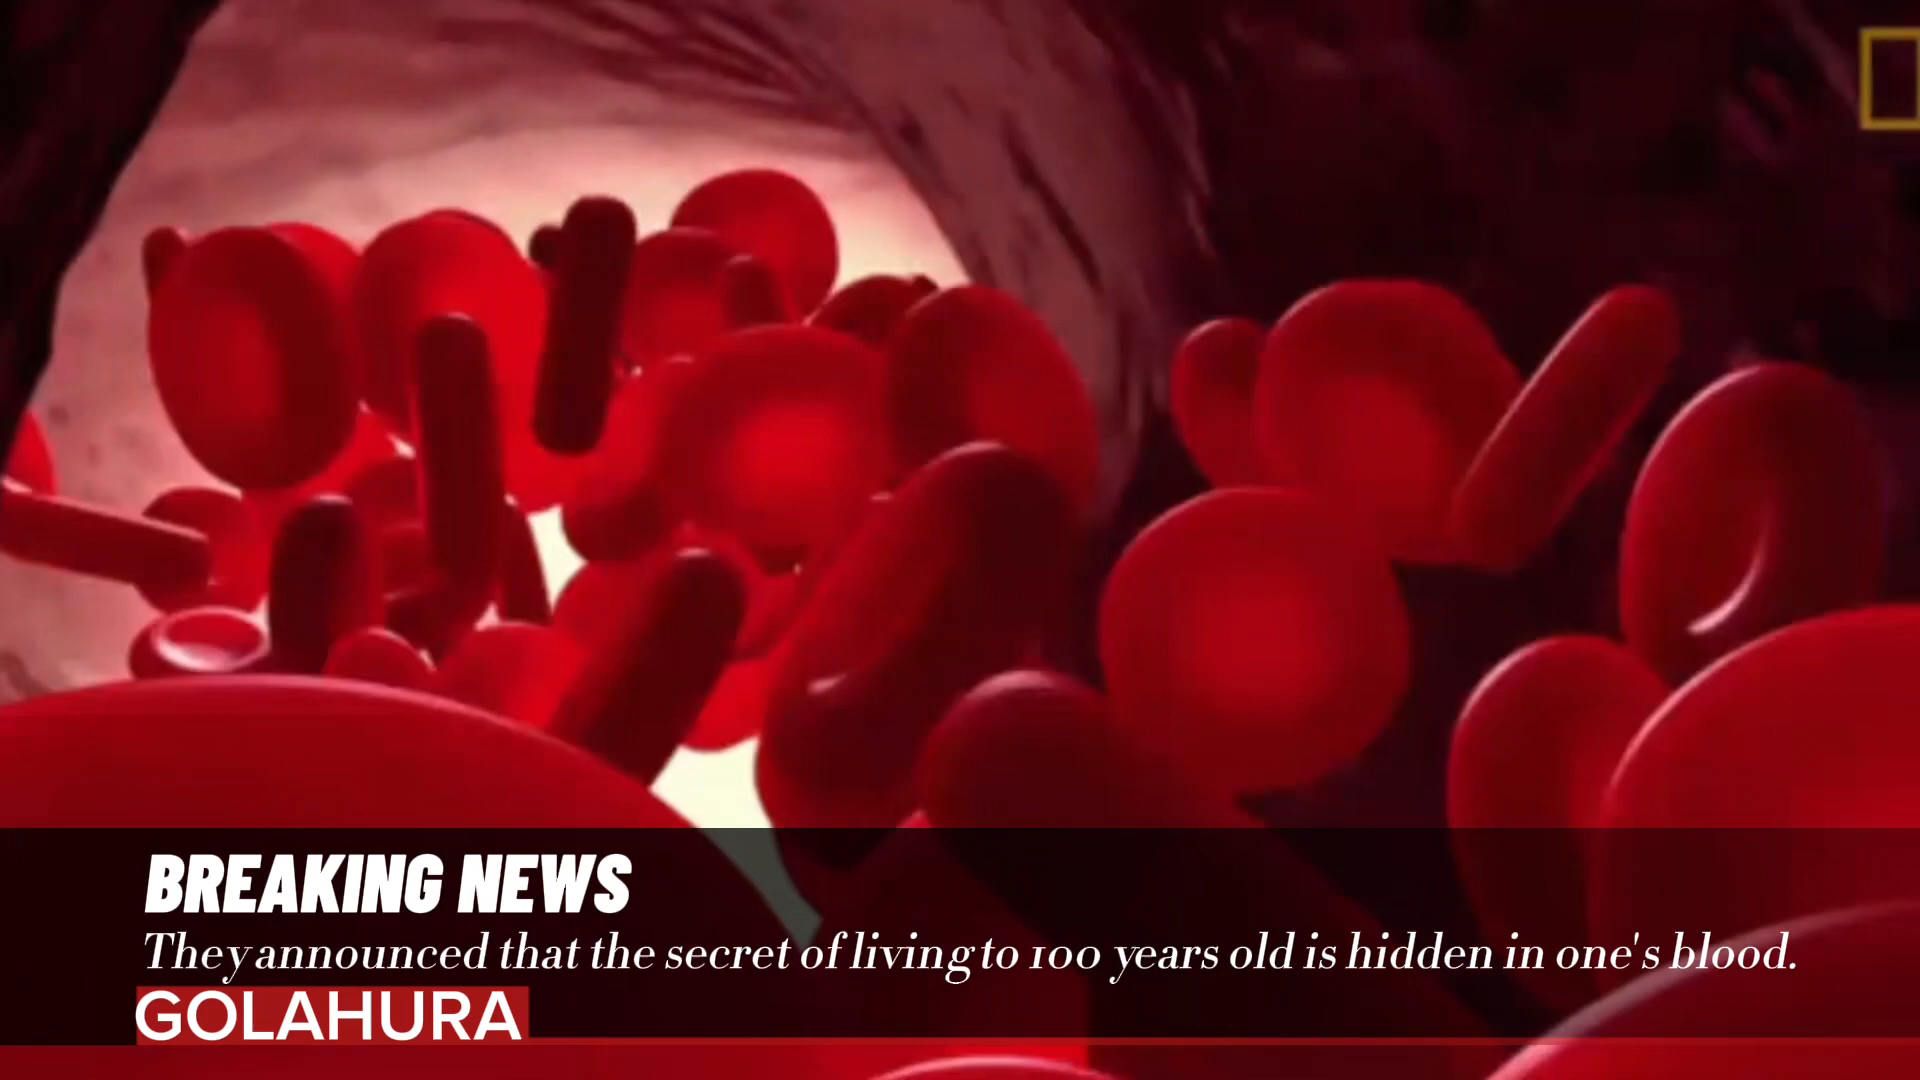 BREAKING NEWS
They announced that the secret of living to 100 years old is hidden in one's blood.
GOLAHURA